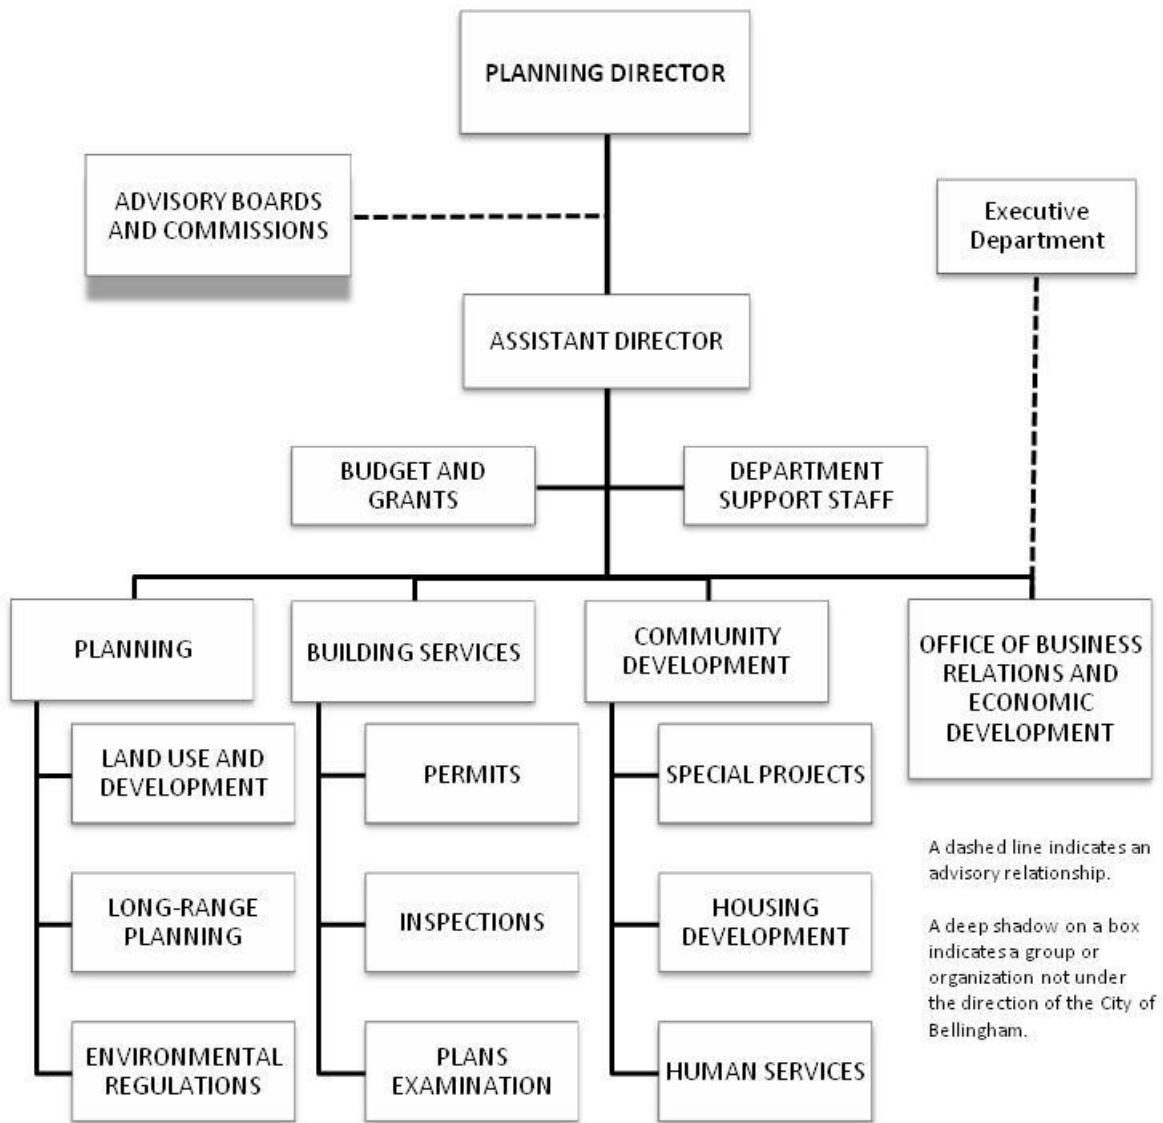 PLANNING DIRECTOR
ADVISORY BOARDS
AND COMMISSIONS
Executive
Department
ASSISTANT DIRECTOR
BUDGET AND
GRANTS
DEPARTMENT
SUPPORT STAFF
PLANNING
BUILDING SERVICES
COMMUNITY
DEVELOPMENT
OFFICE OF BUSINESS
RELATIONS AND
ECONOMIC
DEVELOPMENT
LAND USE AND
DEVELOPMENT
PERMITS
SPECIAL PROJECTS
LONG-RANGE
PLANNING
INSPECTIONS
HOUSING
DEVELOPMENT
ENVIRONMENTAL
REGULATIONS
PLANS
EXAMINATION
HUMAN SERVICES
A dashed line indicates an
advisory relationship.
A deep shadow on a box
indicates a group or
organization not under
the direction of the City of
Bellingham.